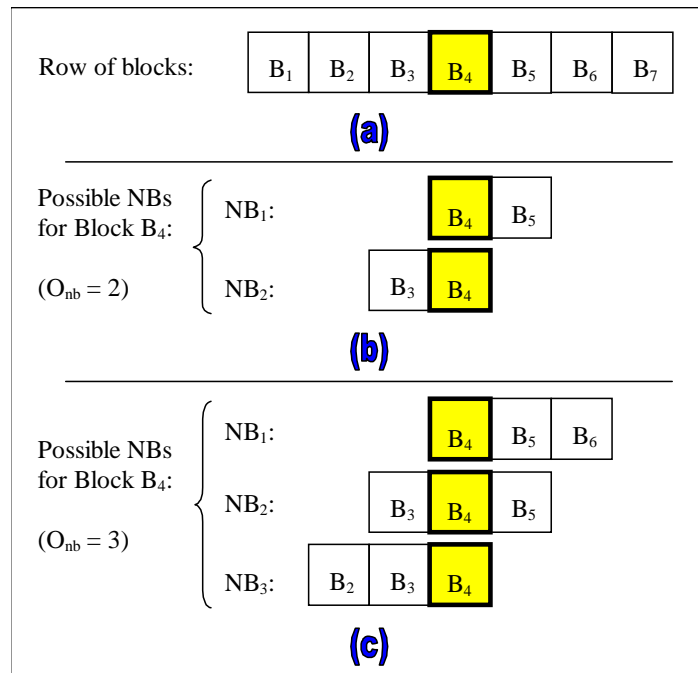 Row of blocks: B₁ B₂ B₃ B₄ B₅ B₆ B₇
(a)
Possible NBs
for Block B₄:
(Oₙb = 2)
NB₁: B₄ B₅
NB₂: B₃ B₄
(b)
Possible NBs
for Block B₄:
(Oₙb = 3)
NB₁: B₄ B₅ B₆
NB₂: B₃ B₄ B₅
NB₃: B₂ B₃ B₄
(c)